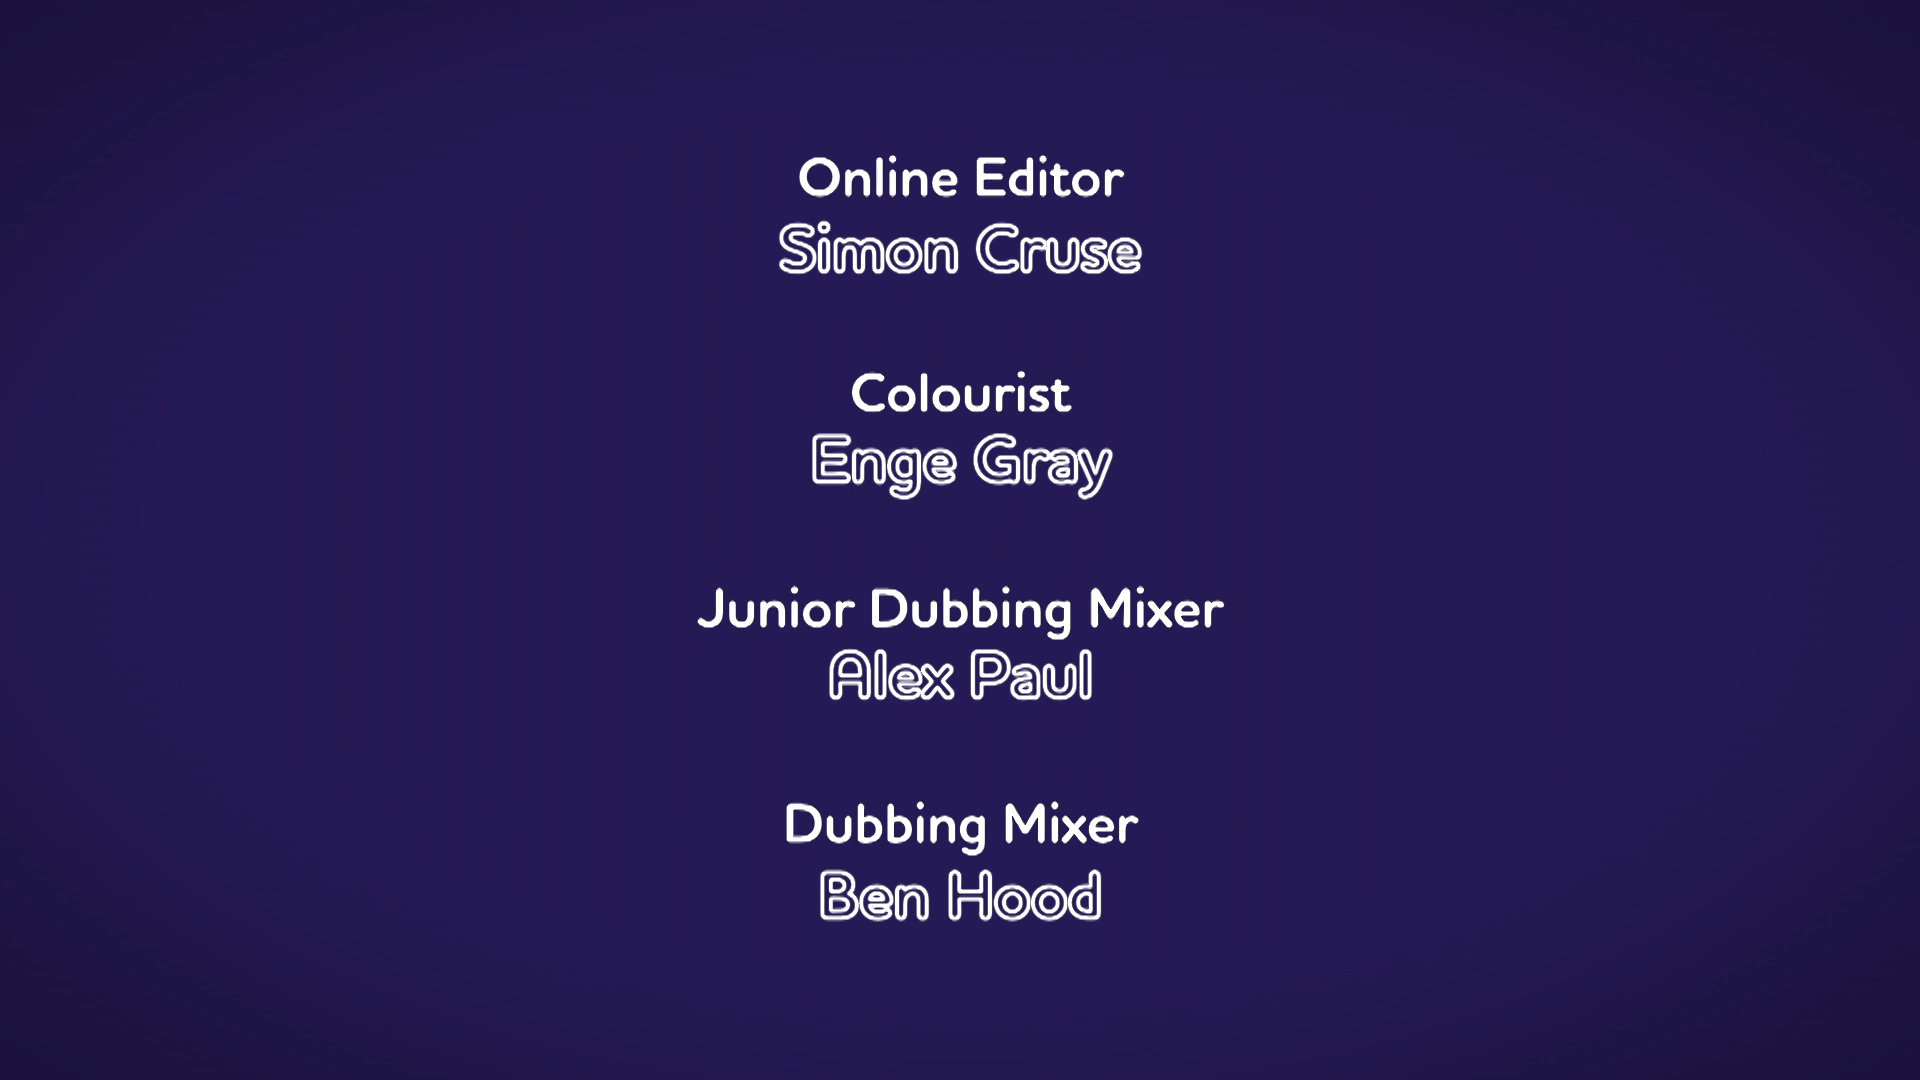 Online Editor
Simon Cruse
Colourist
Enge Gray
Junior Dubbing Mixer
Alex Paul
Dubbing Mixer
Ben Hood